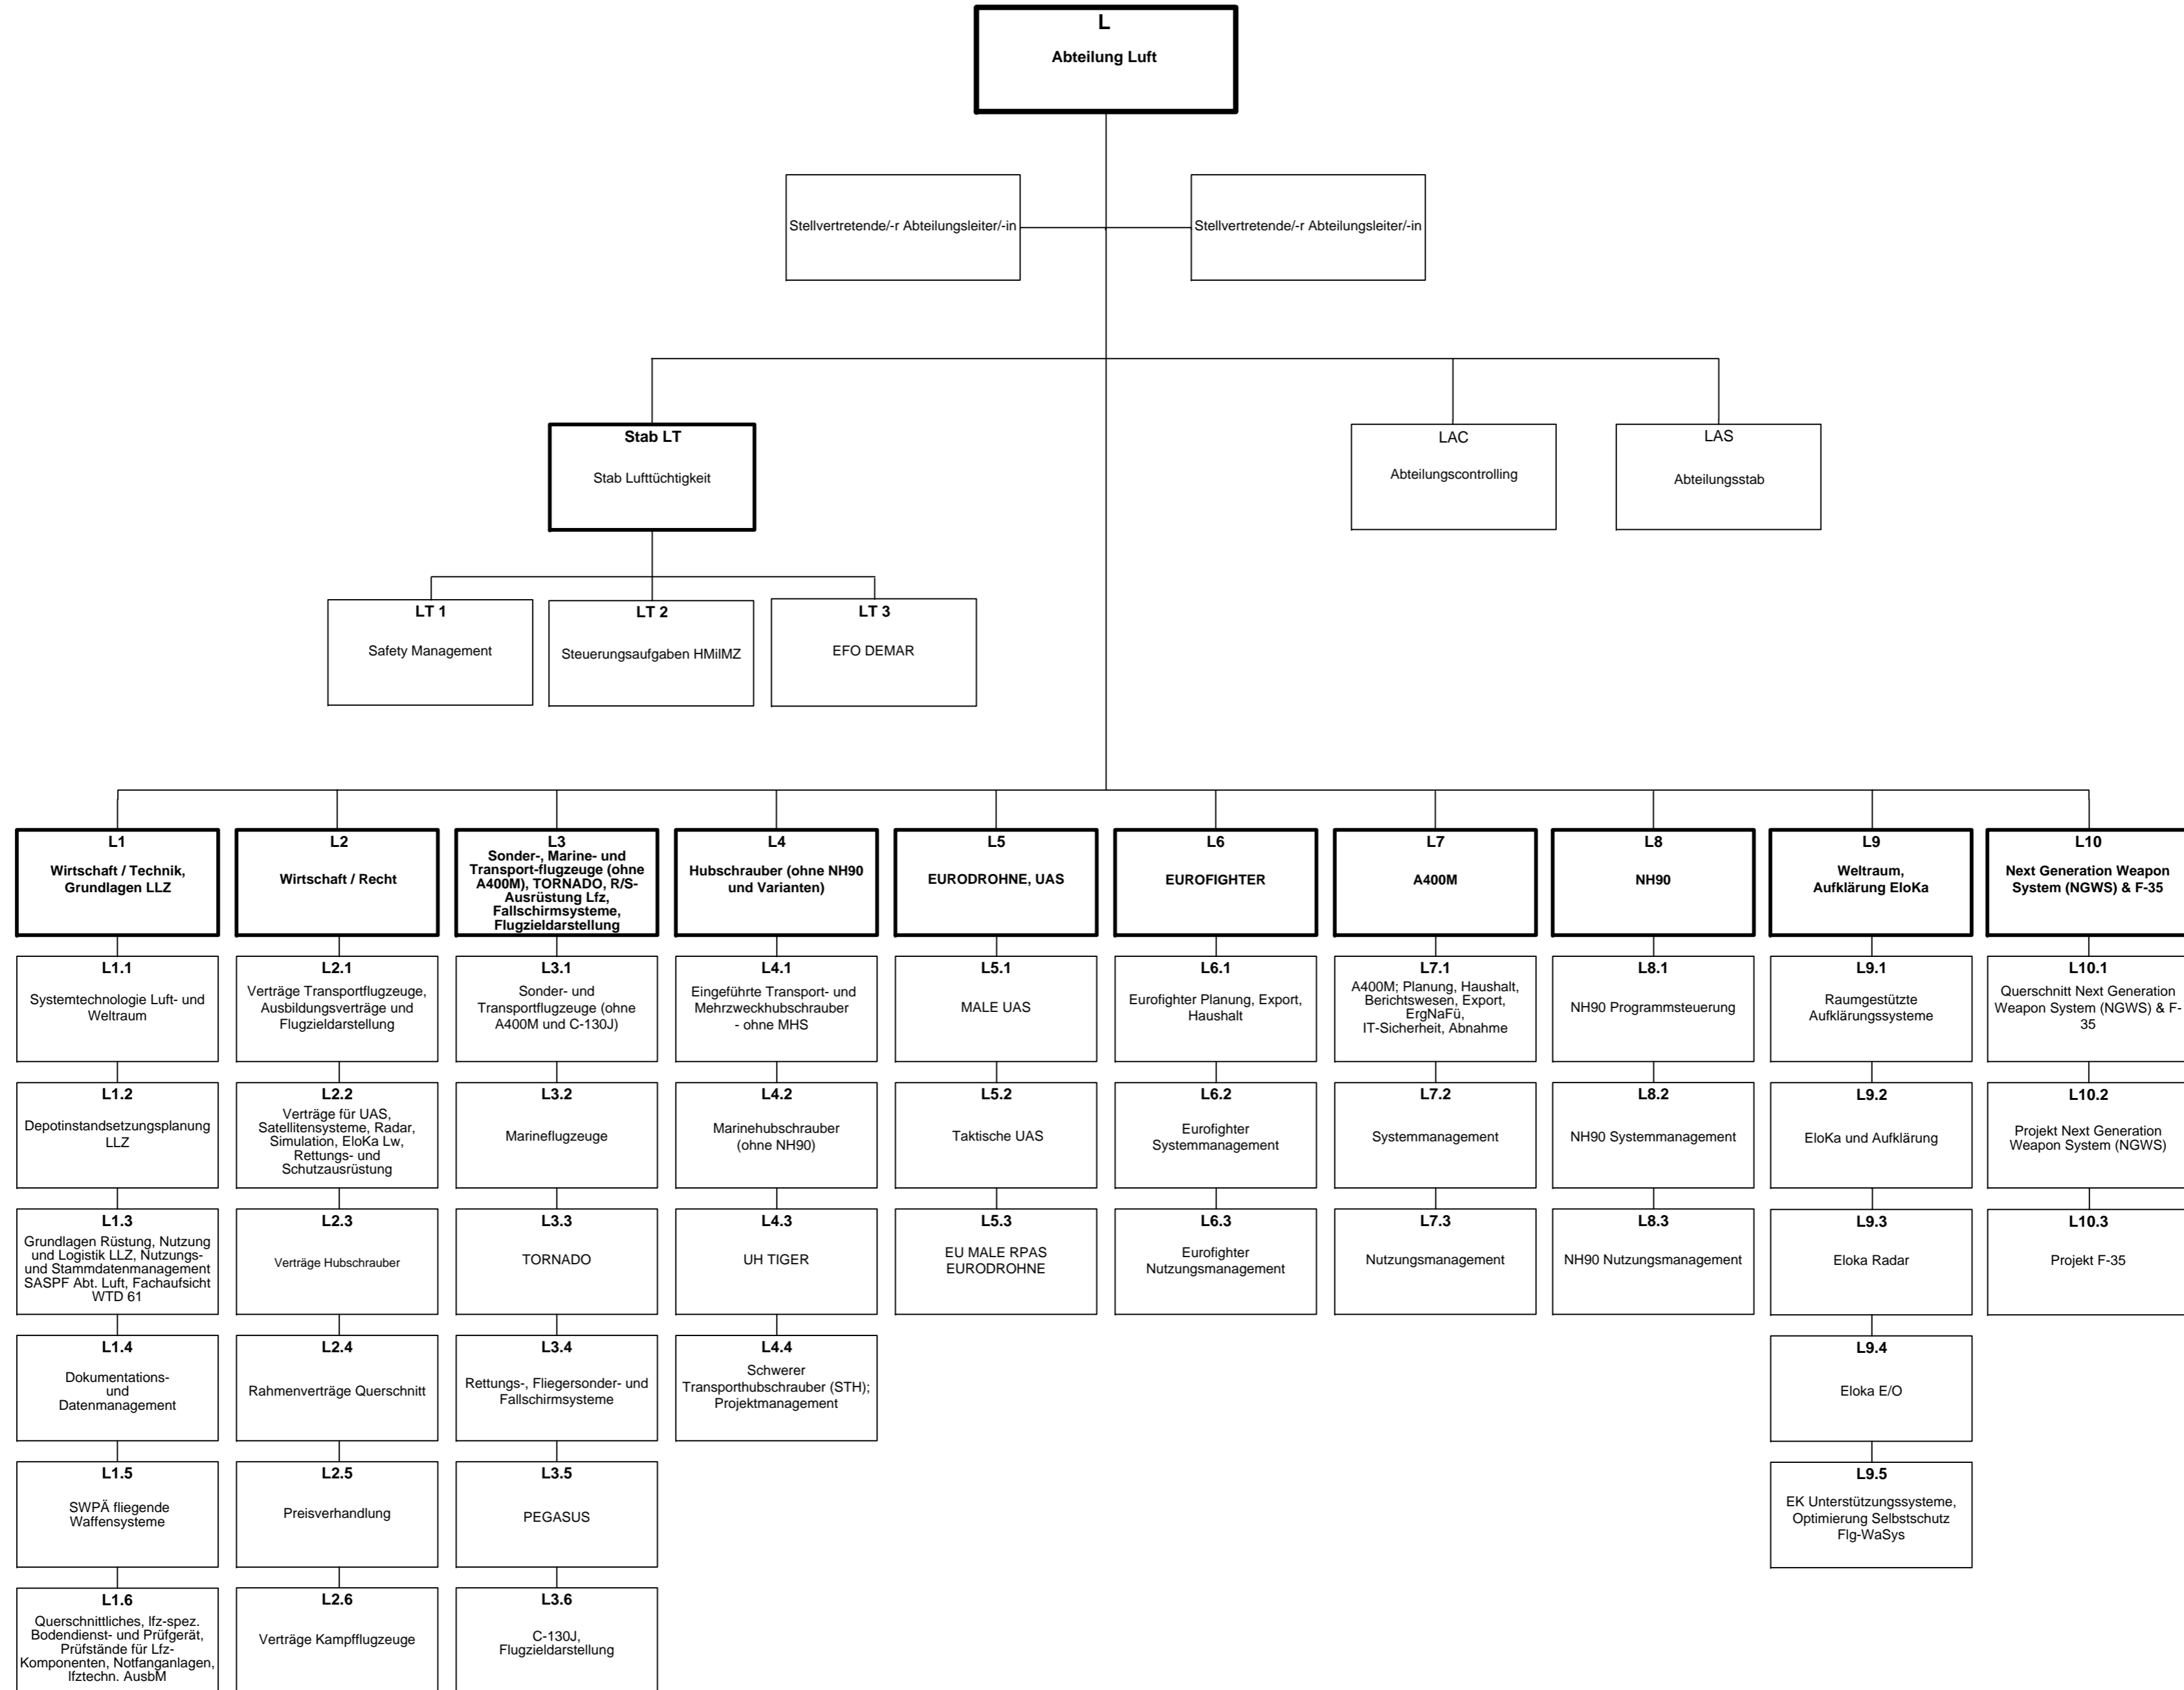 L
Abteilung Luft
Stellvertretende/-r Abteilungsleiter/-in
Stellvertretende/-r Abteilungsleiter/-in
Stab LT
Stab Lufttüchtigkeit
LAC
Abteilungscontrolling
LAS
Abteilungsstab
LT 1
Safety Management
LT 2
Steuerungsaufgaben HMilMZ
LT 3
EFO DEMAR
L1
Wirtschaft / Technik,
Grundlagen LLZ
L2
Wirtschaft / Recht
L3
Sonder-, Marine- und
Transport-flugzeuge (ohne
A400M), TORNADO, R/S-
Ausrüstung Lfz,
Fallschirmsysteme,
Flugzieldarstellung
L4
Hubschrauber (ohne NH90
und Varianten)
L5
EURODROHNE, UAS
L6
EUROFIGHTER
L7
A400M
L8
NH90
L9
Weltraum,
Aufklärung EloKa
L10
Next Generation Weapon
System (NGWS) & F-35
L1.1
Systemtechnologie Luft- und
Weltraum
L2.1
Verträge Transportflugzeuge,
Ausbildungsverträge und
Flugzieldarstellung
L3.1
Sonder- und
Transportflugzeuge (ohne
A400M und C-130J)
L4.1
Eingeführte Transport- und
Mehrzweckhubschrauber
- ohne MHS
L5.1
MALE UAS
L6.1
Eurofighter Planung, Export,
Haushalt
L7.1
A400M; Planung, Haushalt,
Berichtswesen, Export,
ErgNaFü,
IT-Sicherheit, Abnahme
L8.1
NH90 Programmsteuerung
L9.1
Raumgestützte
Aufklärungssysteme
L10.1
Querschnitt Next Generation
Weapon System (NGWS) & F-
35
L1.2
Depotinstandsetzungsplanung
LLZ
L2.2
Verträge für UAS,
Satellitensysteme, Radar,
Simulation, EloKa Lw,
Rettungs- und
Schutzausrüstung
L3.2
Marineflugzeuge
L4.2
Marinehubschrauber
(ohne NH90)
L5.2
Taktische UAS
L6.2
Eurofighter
Systemmanagement
L7.2
Systemmanagement
L8.2
NH90 Systemmanagement
L9.2
EloKa und Aufklärung
L10.2
Projekt Next Generation
Weapon System (NGWS)
L1.3
Grundlagen Rüstung, Nutzung
und Logistik LLZ, Nutzungs-
und Stammdatenmanagement
SASPF Abt. Luft, Fachaufsicht
WTD 61
L2.3
Verträge Hubschrauber
L3.3
TORNADO
L4.3
UH TIGER
L5.3
EU MALE RPAS
EURODROHNE
L6.3
Eurofighter
Nutzungsmanagement
L7.3
Nutzungsmanagement
L8.3
NH90 Nutzungsmanagement
L9.3
Eloka Radar
L10.3
Projekt F-35
L1.4
Dokumentations-
und
Datenmanagement
L2.4
Rahmenverträge Querschnitt
L3.4
Rettungs-, Fliegersonder- und
Fallschirmsysteme
L4.4
Schwerer
Transporthubschrauber (STH);
Projektmanagement
L9.4
Eloka E/O
L1.5
SWPÄ fliegende
Waffensysteme
L2.5
Preisverhandlung
L3.5
PEGASUS
L9.5
EK Unterstützungssysteme,
Optimierung Selbstschutz
Flg-WaSys
L1.6
Querschnittliches, lfz-spez.
Bodendienst- und Prüfgerät,
Prüfstände für Lfz-
Komponenten, Notfanganlagen,
lfztechn. AusbM
L2.6
Verträge Kampfflugzeuge
L3.6
C-130J,
Flugzieldarstellung